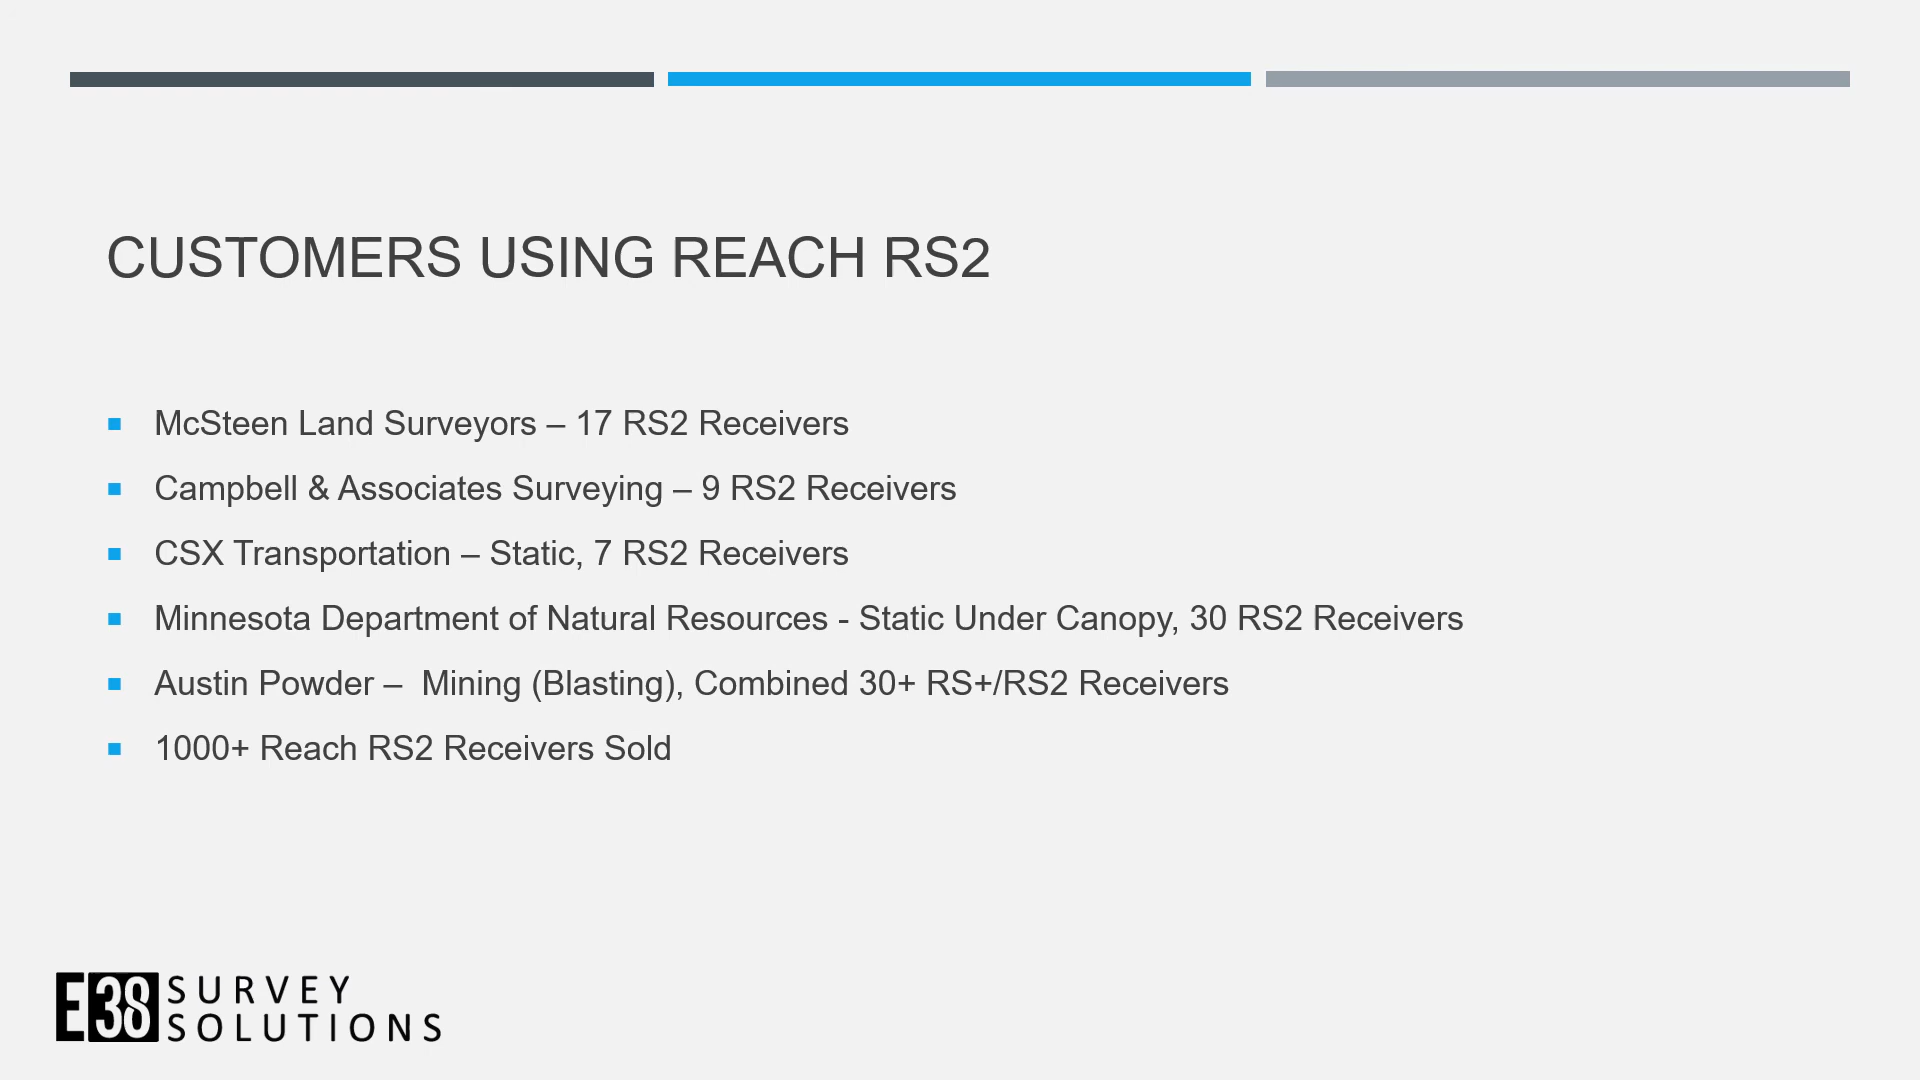 CUSTOMERS USING REACH RS2
McSteen Land Surveyors – 17 RS2 Receivers
Campbell & Associates Surveying – 9 RS2 Receivers
CSX Transportation – Static, 7 RS2 Receivers
Minnesota Department of Natural Resources - Static Under Canopy, 30 RS2 Receivers
Austin Powder –  Mining (Blasting), Combined 30+ RS+/RS2 Receivers
1000+ Reach RS2 Receivers Sold
E38 SURVEY
SOLUTIONS